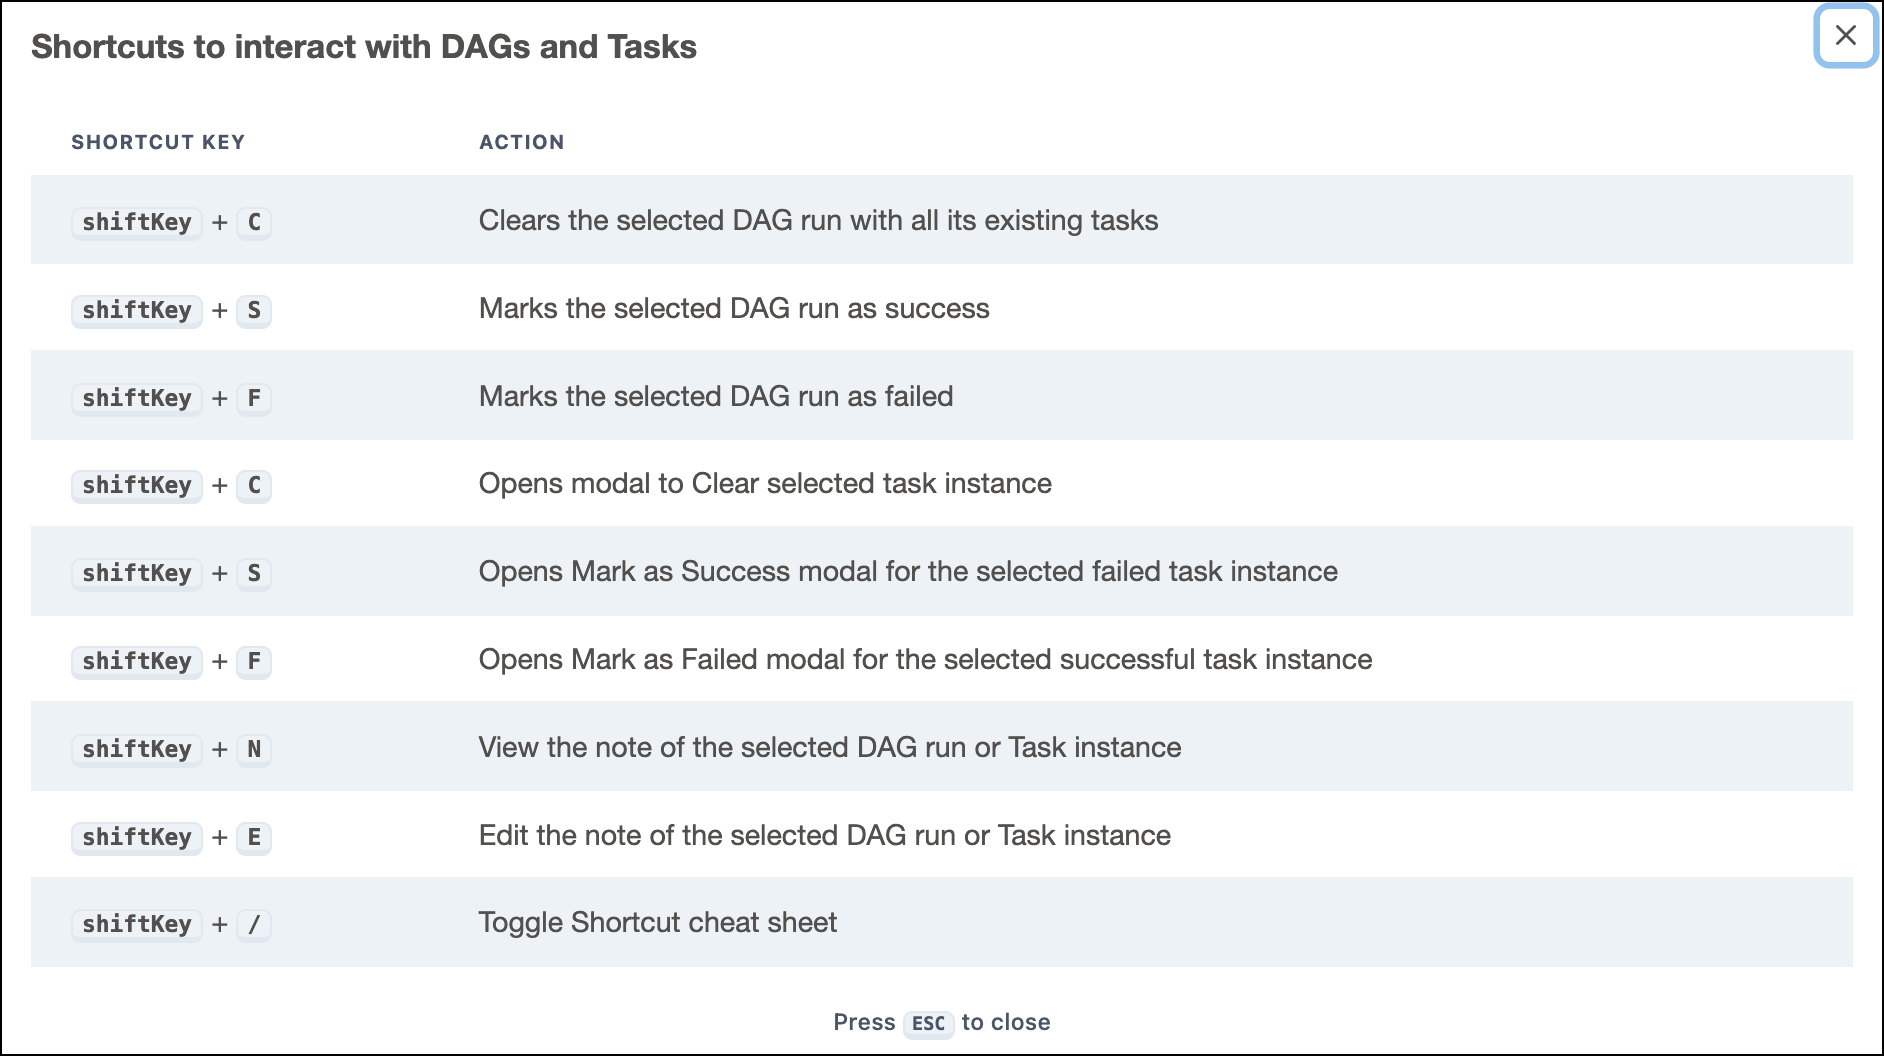 Shortcuts to interact with DAGs and Tasks
SHORTCUT KEY ACTION
shiftKey + C Clears the selected DAG run with all its existing tasks
shiftKey + S Marks the selected DAG run as success
shiftKey + F Marks the selected DAG run as failed
shiftKey + C Opens modal to Clear selected task instance
shiftKey + S Opens Mark as Success modal for the selected failed task instance
shiftKey + F Opens Mark as Failed modal for the selected successful task instance
shiftKey + N View the note of the selected DAG run or Task instance
shiftKey + E Edit the note of the selected DAG run or Task instance
shiftKey + / Toggle Shortcut cheat sheet
Press ESC to close